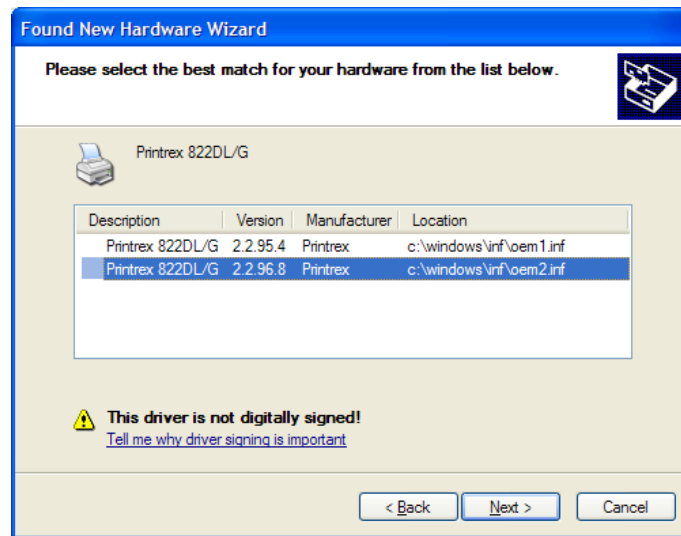 Found New Hardware Wizard
Please select the best match for your hardware from the list below.
Printrex 822DL/G
Description Version Manufacturer Location
Printrex 822DL/G 2.2.95.4 Printrex c:\windows\inf\oem1.inf
Printrex 822DL/G 2.2.96.8 Printrex c:\windows\inf\oem2.inf
This driver is not digitally signed!
Tell me why driver signing is important
< Back Next > Cancel